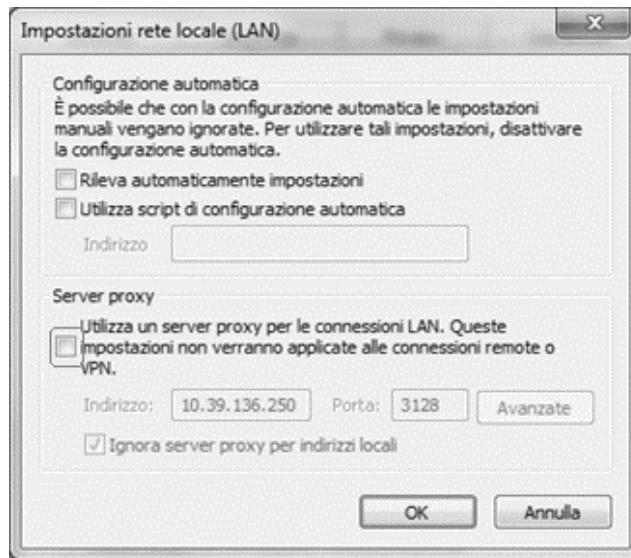 Impostazioni rete locale (LAN)
Configurazione automatica
È possibile che con la configurazione automatica le impostazioni
manuali vengano ignorate. Per utilizzare tali impostazioni, disattivare
la configurazione automatica.
Rileva automaticamente impostazioni
Utilizza script di configurazione automatica
Indirizzo
Server proxy
Utilizza un server proxy per le connessioni LAN. Queste
impostazioni non verranno applicate alle connessioni remote o
VPN.
Indirizzo: 10.39.136.250 Porta: 3128 Avanzate
Ignora server proxy per indirizzi locali
OK Annulla